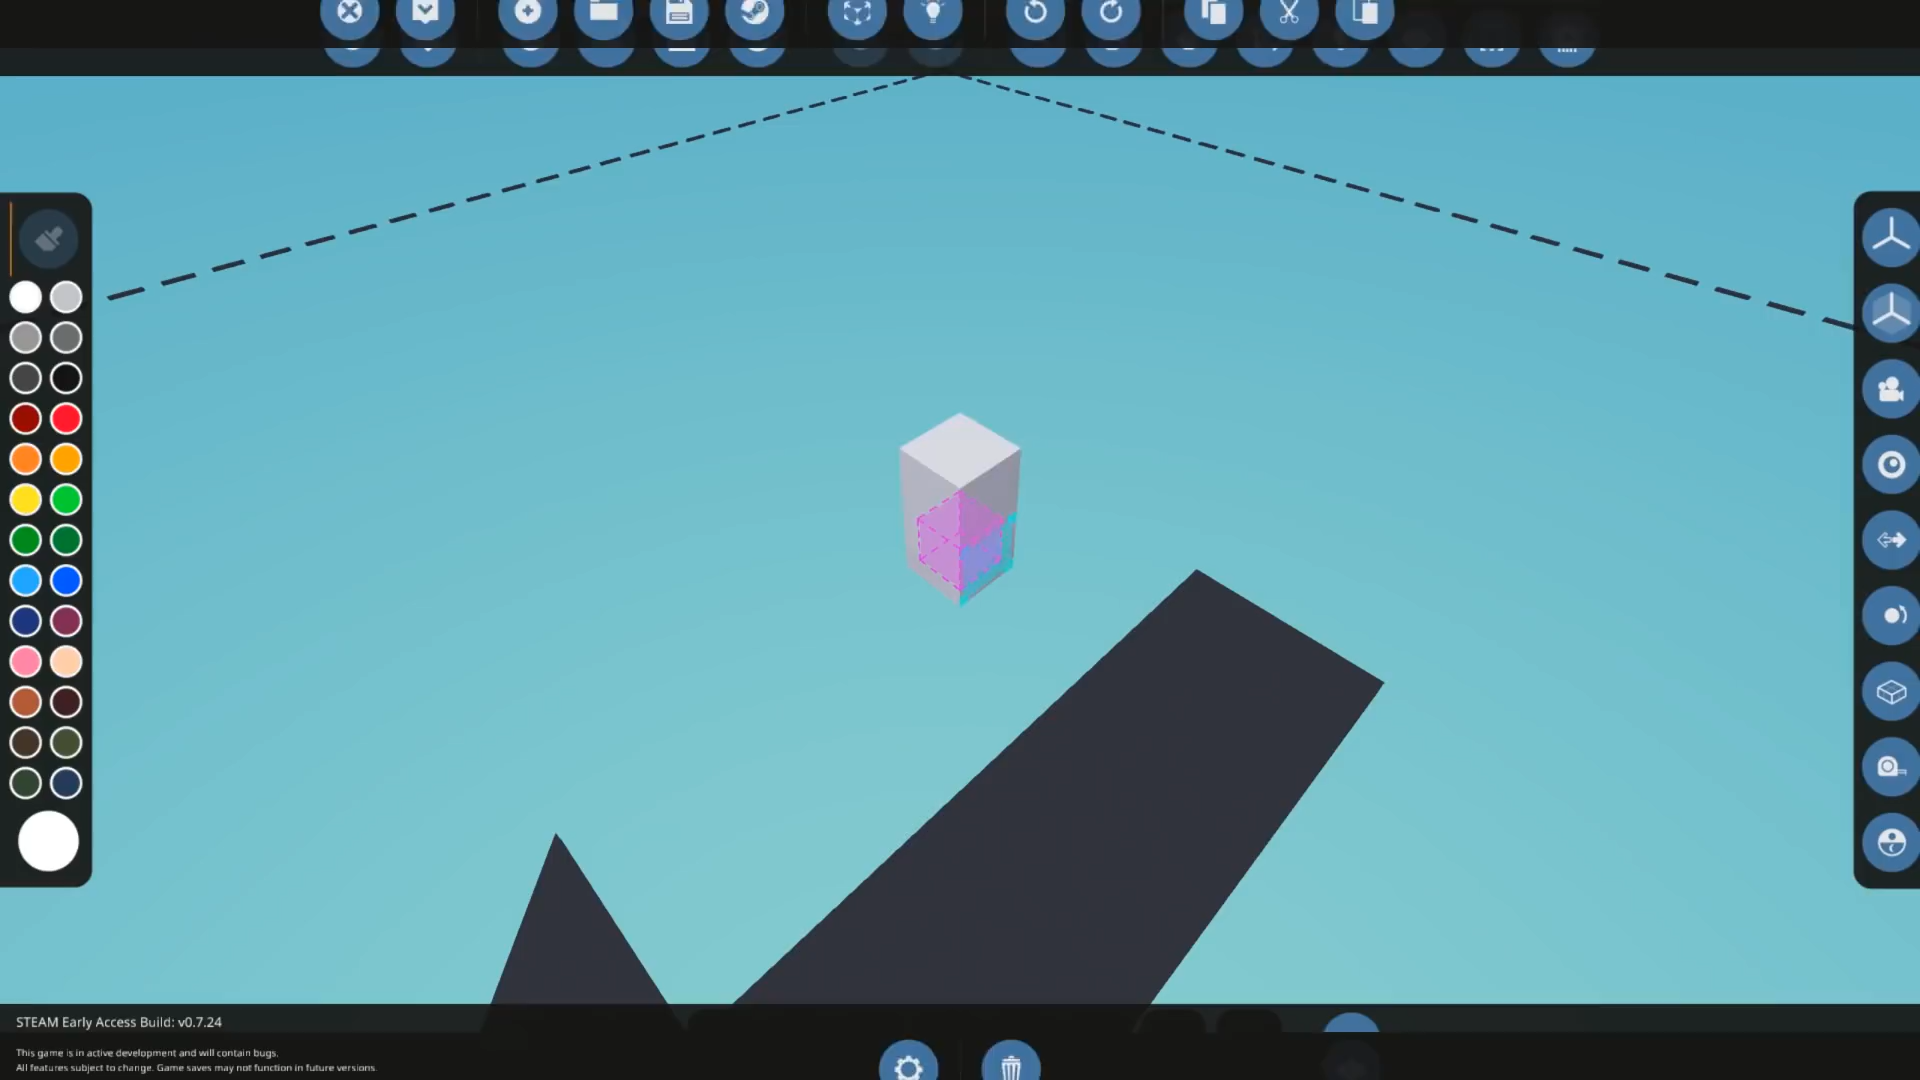 STEAM Early Access Build: v0.7.24
This game is in active development and will contain bugs.
All features subject to change. Game saves may not function in future versions.